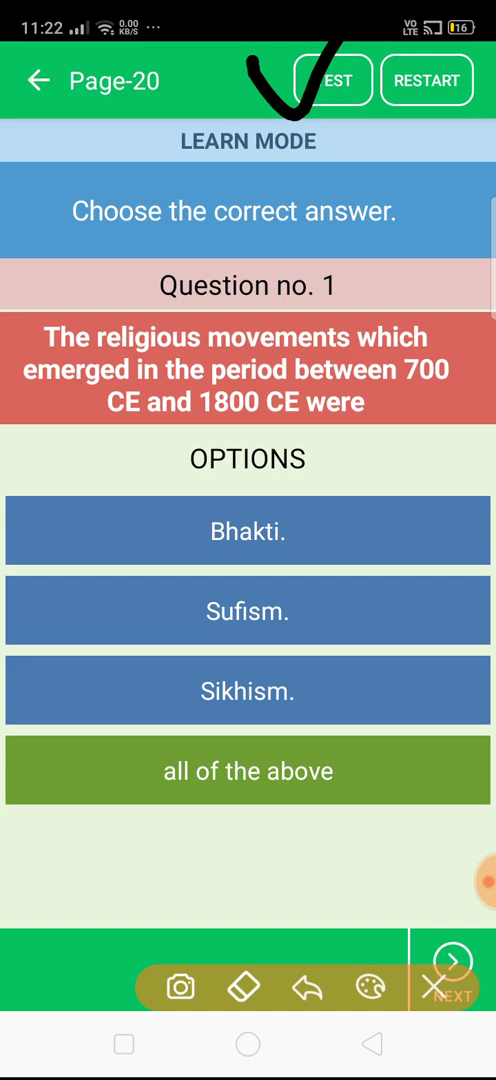 11:22 0.00 KB/S ... VO LTE 16
Page-20 EST RESTART
LEARN MODE
Choose the correct answer.
Question no. 1
The religious movements which
emerged in the period between 700
CE and 1800 CE were
OPTIONS
Bhakti.
Sufism.
Sikhism.
all of the above
NEXT